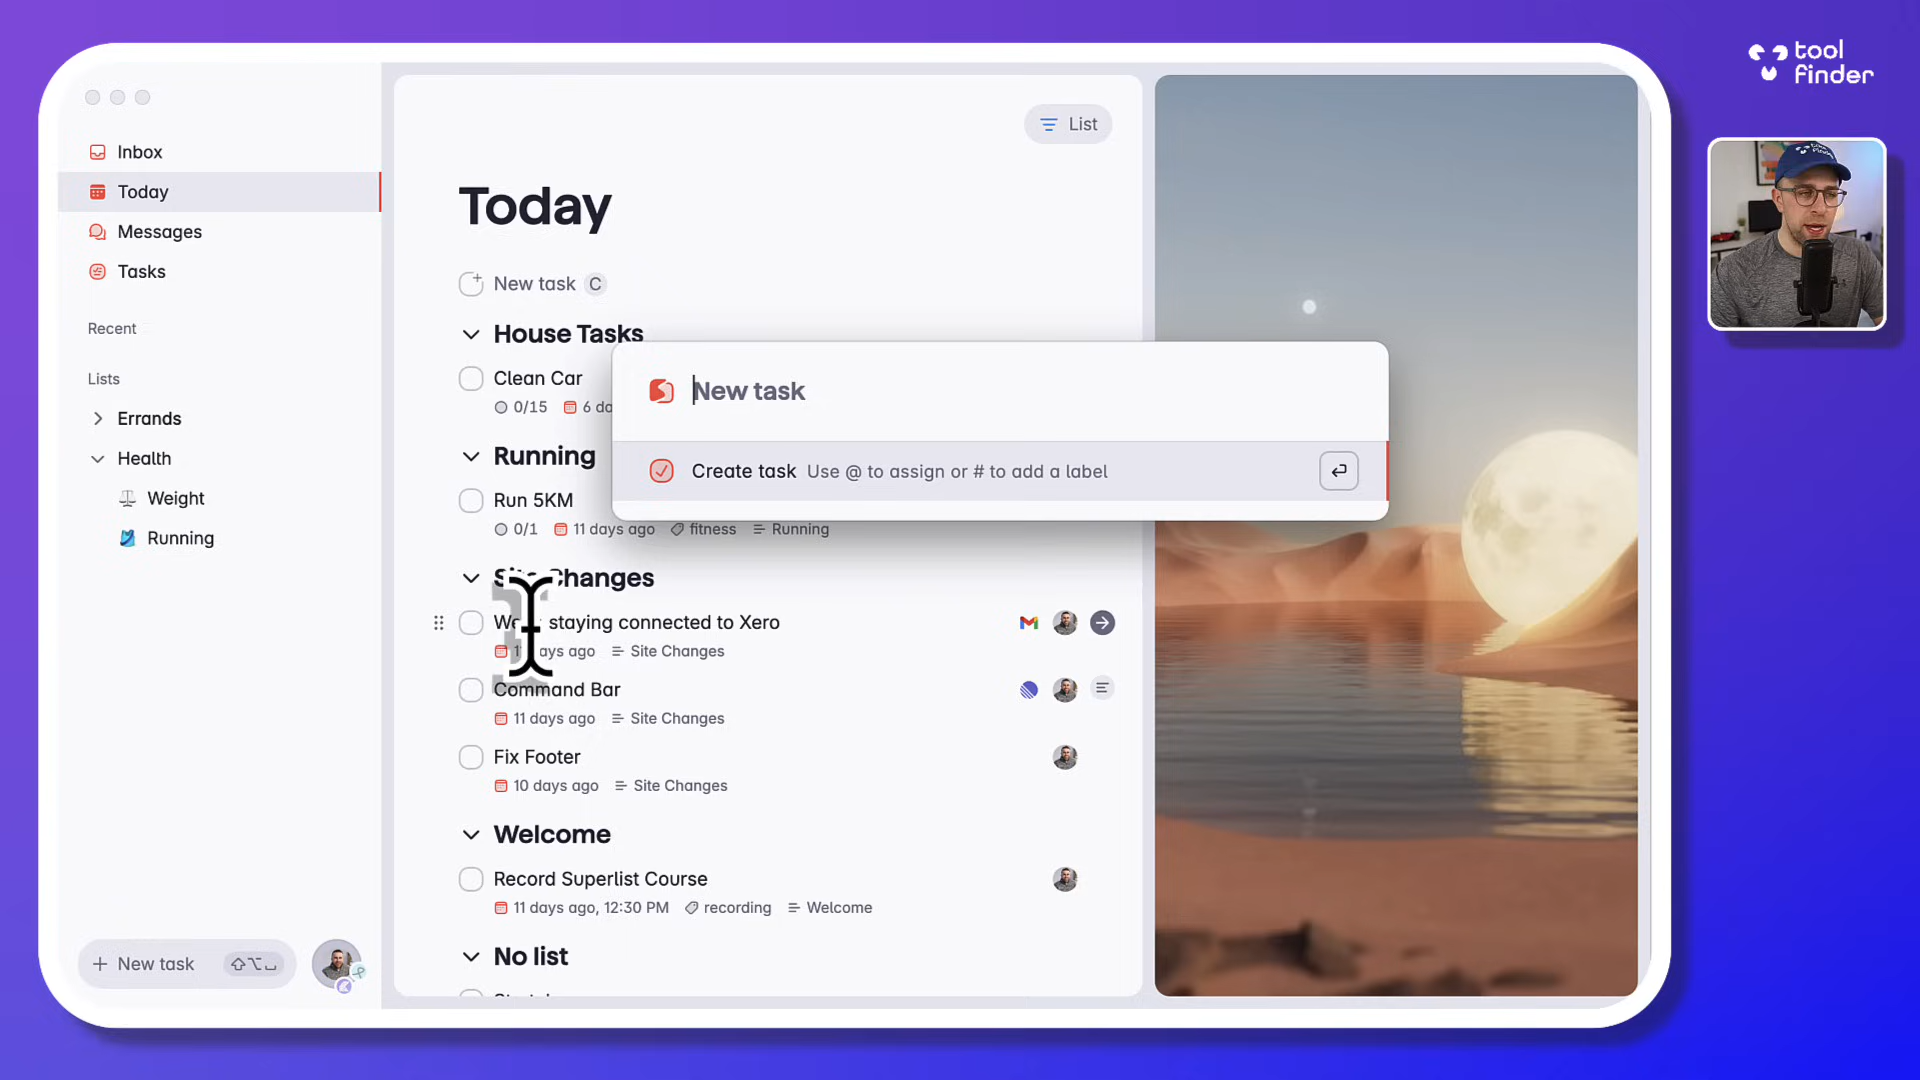 tool
finder
List
Inbox
Today
Messages
Tasks
Recent
Lists
Errands
Health
Weight
Running
New task
Today
New task C
House Tasks
Clean Car
0/15 6 da
New task
Create task Use @ to assign or # to add a label
Running
Run 5KM
0/1 11 days ago fitness Running
Changes
staying connected to Xero
ays ago Site Changes
Command Bar
11 days ago Site Changes
Fix Footer
10 days ago Site Changes
Welcome
Record Superlist Course
11 days ago, 12:30 PM recording Welcome
No list